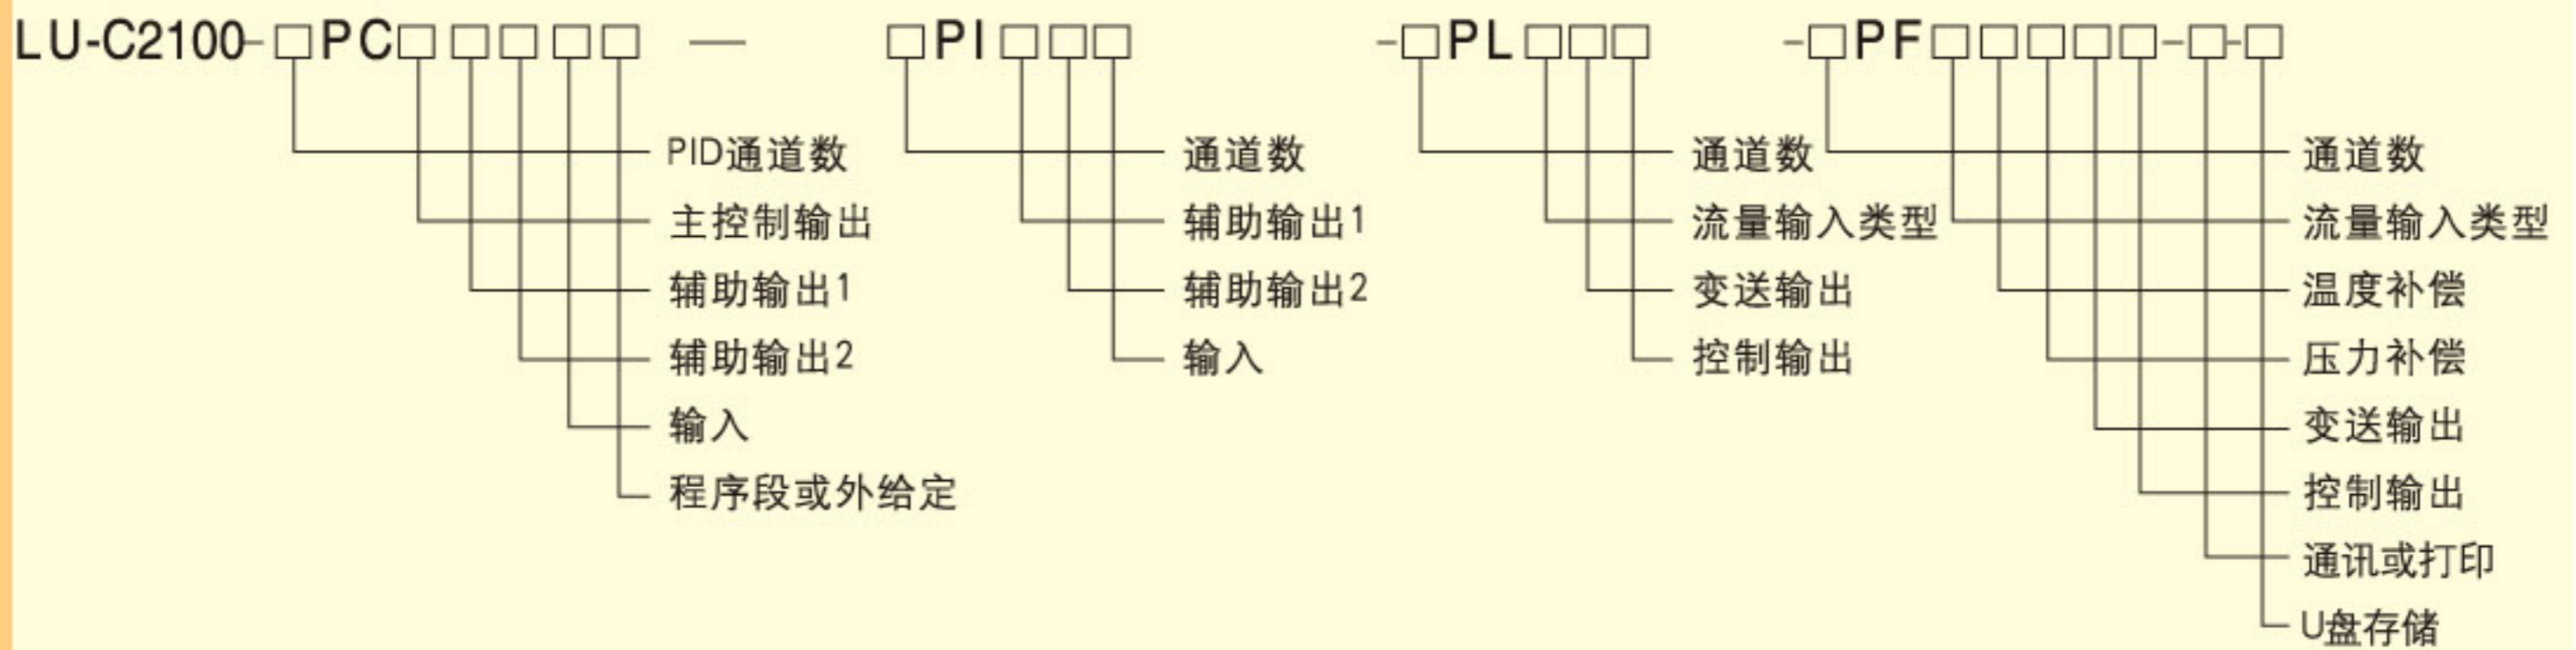 LU-C2100-□PC□□□□□ — □PI□□□ -□PL□□□ -□PF□□□□□-□-□
PID通道数
主控制输出
辅助输出1
辅助输出2
输入
程序段或外给定
通道数
辅助输出1
辅助输出2
输入
通道数
流量输入类型
变送输出
控制输出
通道数
流量输入类型
温度补偿
压力补偿
变送输出
控制输出
通讯或打印
U盘存储